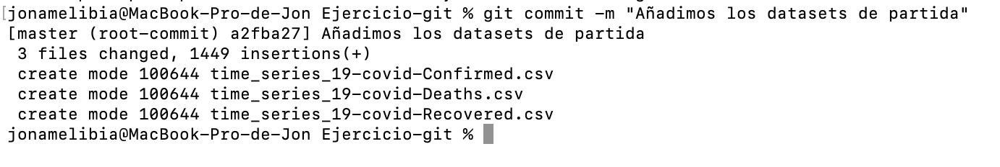 [jonamelibia@MacBook-Pro-de-Jon Ejercicio-git % git commit -m "Añadimos los datasets de partida"
[master (root-commit) a2fba27] Añadimos los datasets de partida
3 files changed, 1449 insertions(+)
create mode 100644 time_series_19-covid-Confirmed.csv
create mode 100644 time_series_19-covid-Deaths.csv
create mode 100644 time_series_19-covid-Recovered.csv
jonamelibia@MacBook-Pro-de-Jon Ejercicio-git %